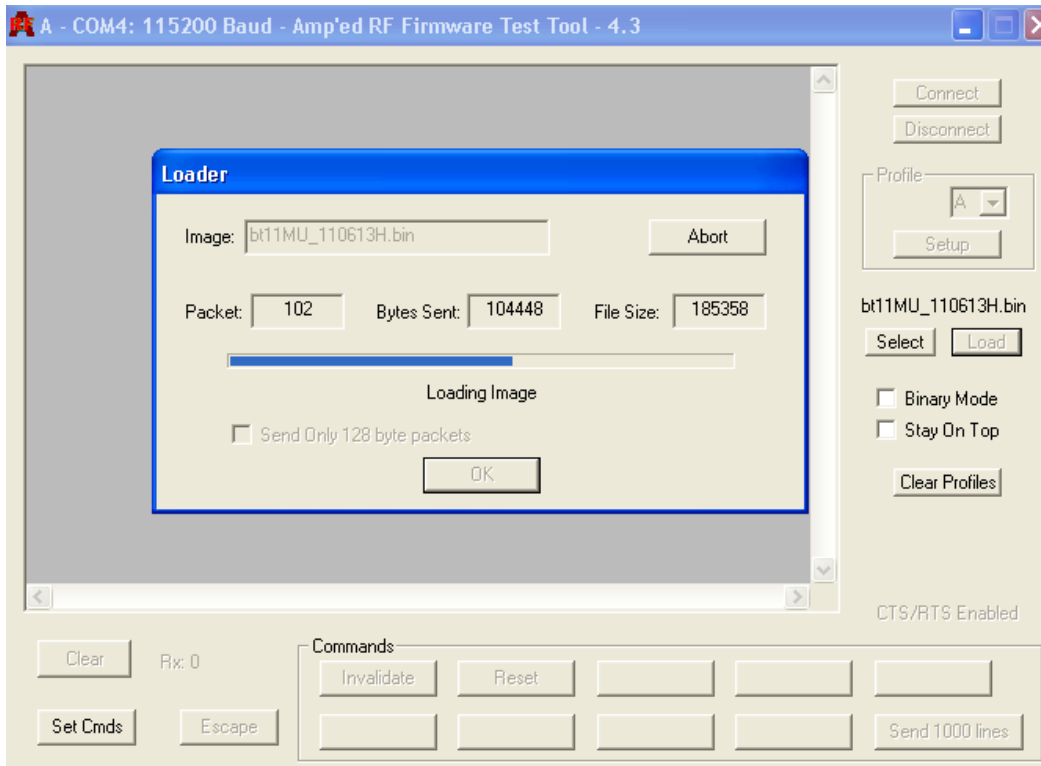 RF A - COM4: 115200 Baud - Amp'ed RF Firmware Test Tool - 4.3
Connect
Disconnect
Loader
Profile
A
Image: bt11MU_110613H.bin
Abort
Setup
Packet: 102 Bytes Sent: 104448 File Size: 185358
bt11MU_110613H.bin
Select Load
Loading Image
Binary Mode
Send Only 128 byte packets
Stay On Top
OK
Clear Profiles
CTS/RTS Enabled
Commands
Clear Rx: 0
Invalidate Reset
Set Cmds Escape
Send 1000 lines